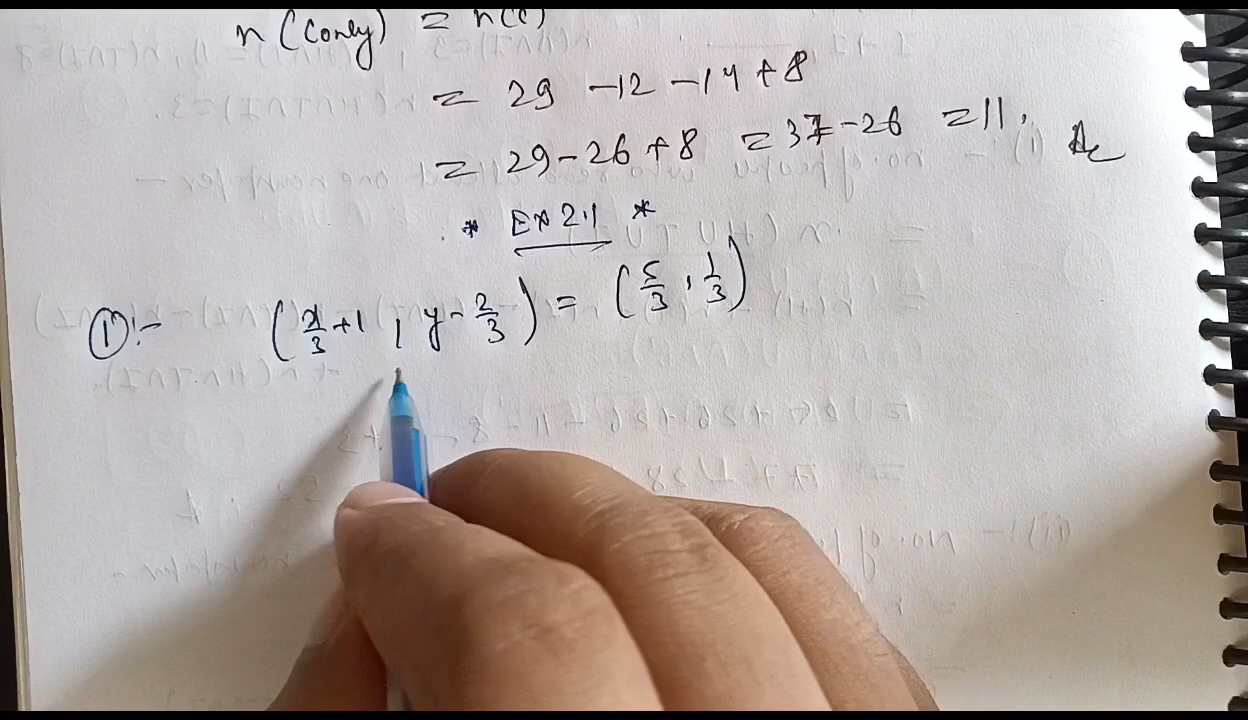 n(Conly) = n(C)
= 29 -12 -14 +8
= 29-26+8 = 37-26 = 11.
* Ex 2.1 *
① :- (x/3 +1 , y - 2/3) = (5/3 , 1/3)